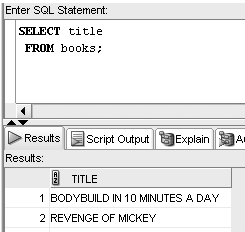 Enter SQL Statement:
SELECT title
FROM books;
Results Script Output Explain
Results:
TITLE
1 BODYBUILD IN 10 MINUTES A DAY
2 REVENGE OF MICKEY